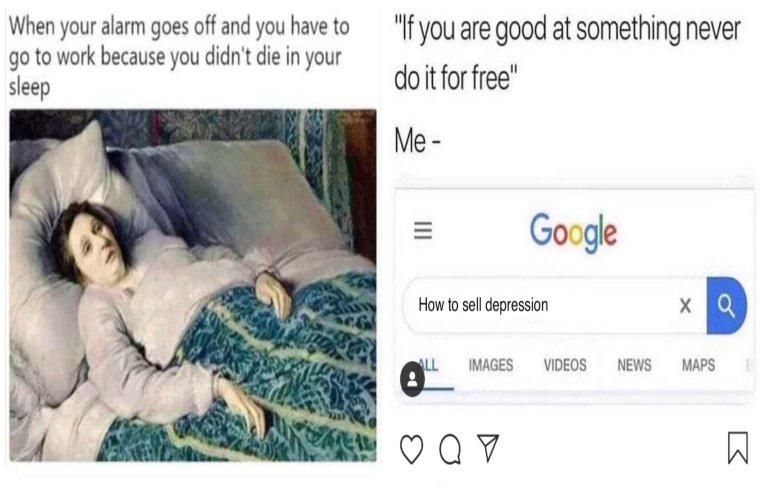 When your alarm goes off and you have to
go to work because you didn't die in your
sleep
"If you are good at something never
do it for free"
Me -
Google
How to sell depression
ALL IMAGES VIDEOS NEWS MAPS